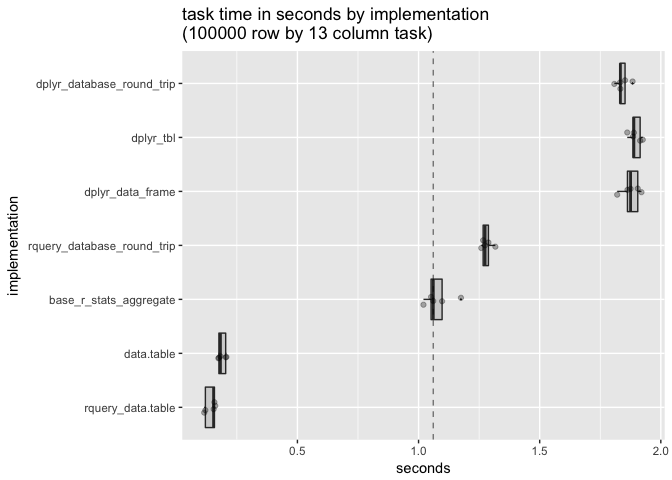 task time in seconds by implementation
(100000 row by 13 column task)
dplyr_database_round_trip
dplyr_tbl
dplyr_data_frame
rquery_database_round_trip
base_r_stats_aggregate
data.table
rquery_data.table
implementation
0.5 1.0 1.5 2.0
seconds